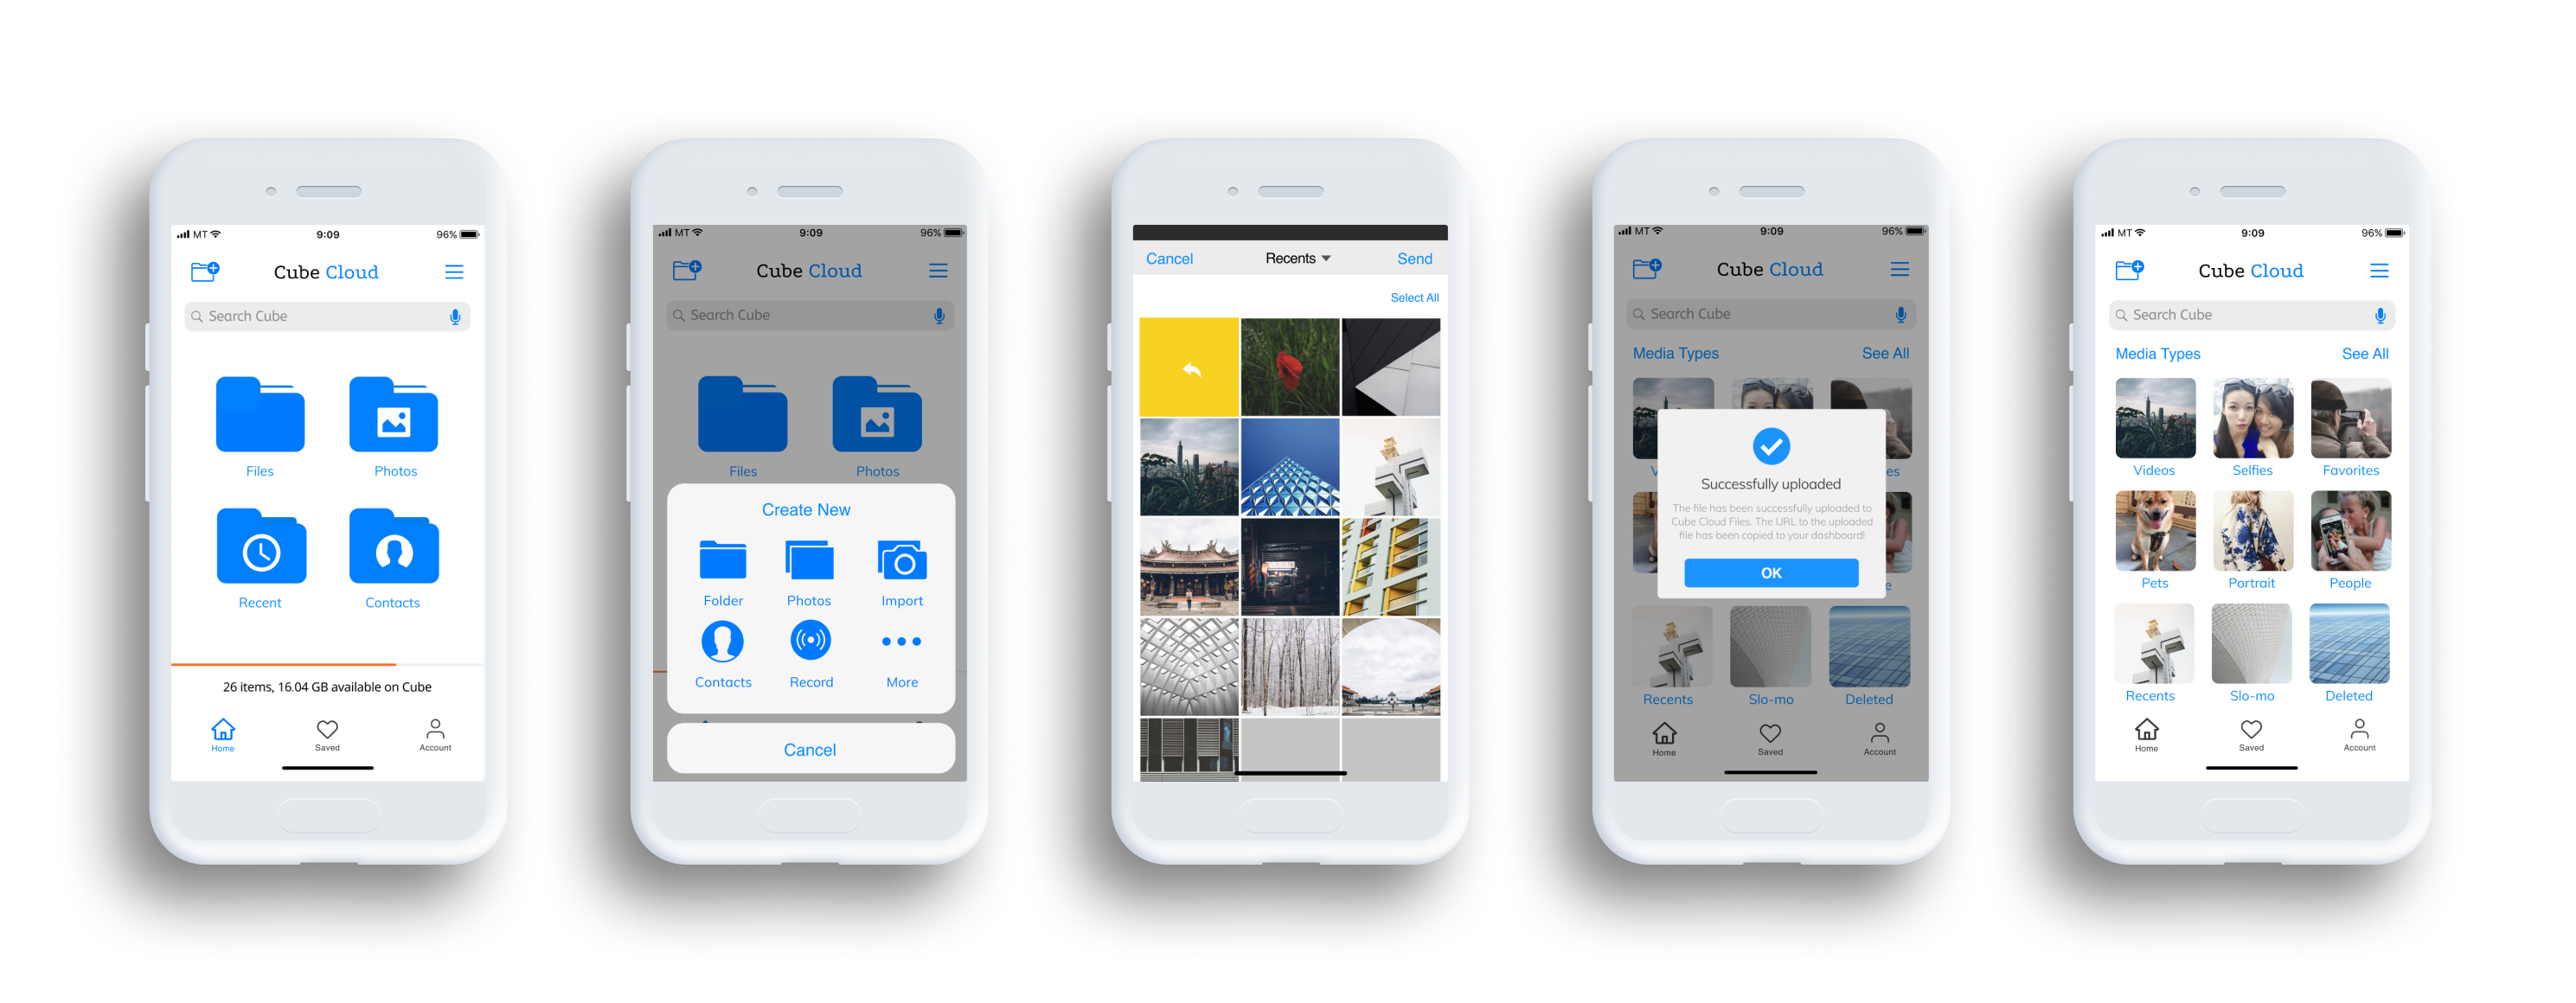 MT 9:09 96%
Cube Cloud
Search Cube
Files Photos
Recent Contacts
26 items, 16.04 GB available on Cube
Home Saved Account
MT 9:09 96%
Cube Cloud
Search Cube
Files Photos
Create New
Folder Photos Import
Contacts Record More
Cancel
Cancel Recents Send
Select All
MT 9:09 96%
Cube Cloud
Search Cube
Media Types See All
V es
Successfully uploaded
The file has been successfully uploaded to
Cube Cloud Files. The URL to the uploaded
file has been copied to your dashboard!
OK
e
Recents Slo-mo Deleted
Home Saved Account
MT 9:09 96%
Cube Cloud
Search Cube
Media Types See All
Videos Selfies Favorites
Pets Portrait People
Recents Slo-mo Deleted
Home Saved Account